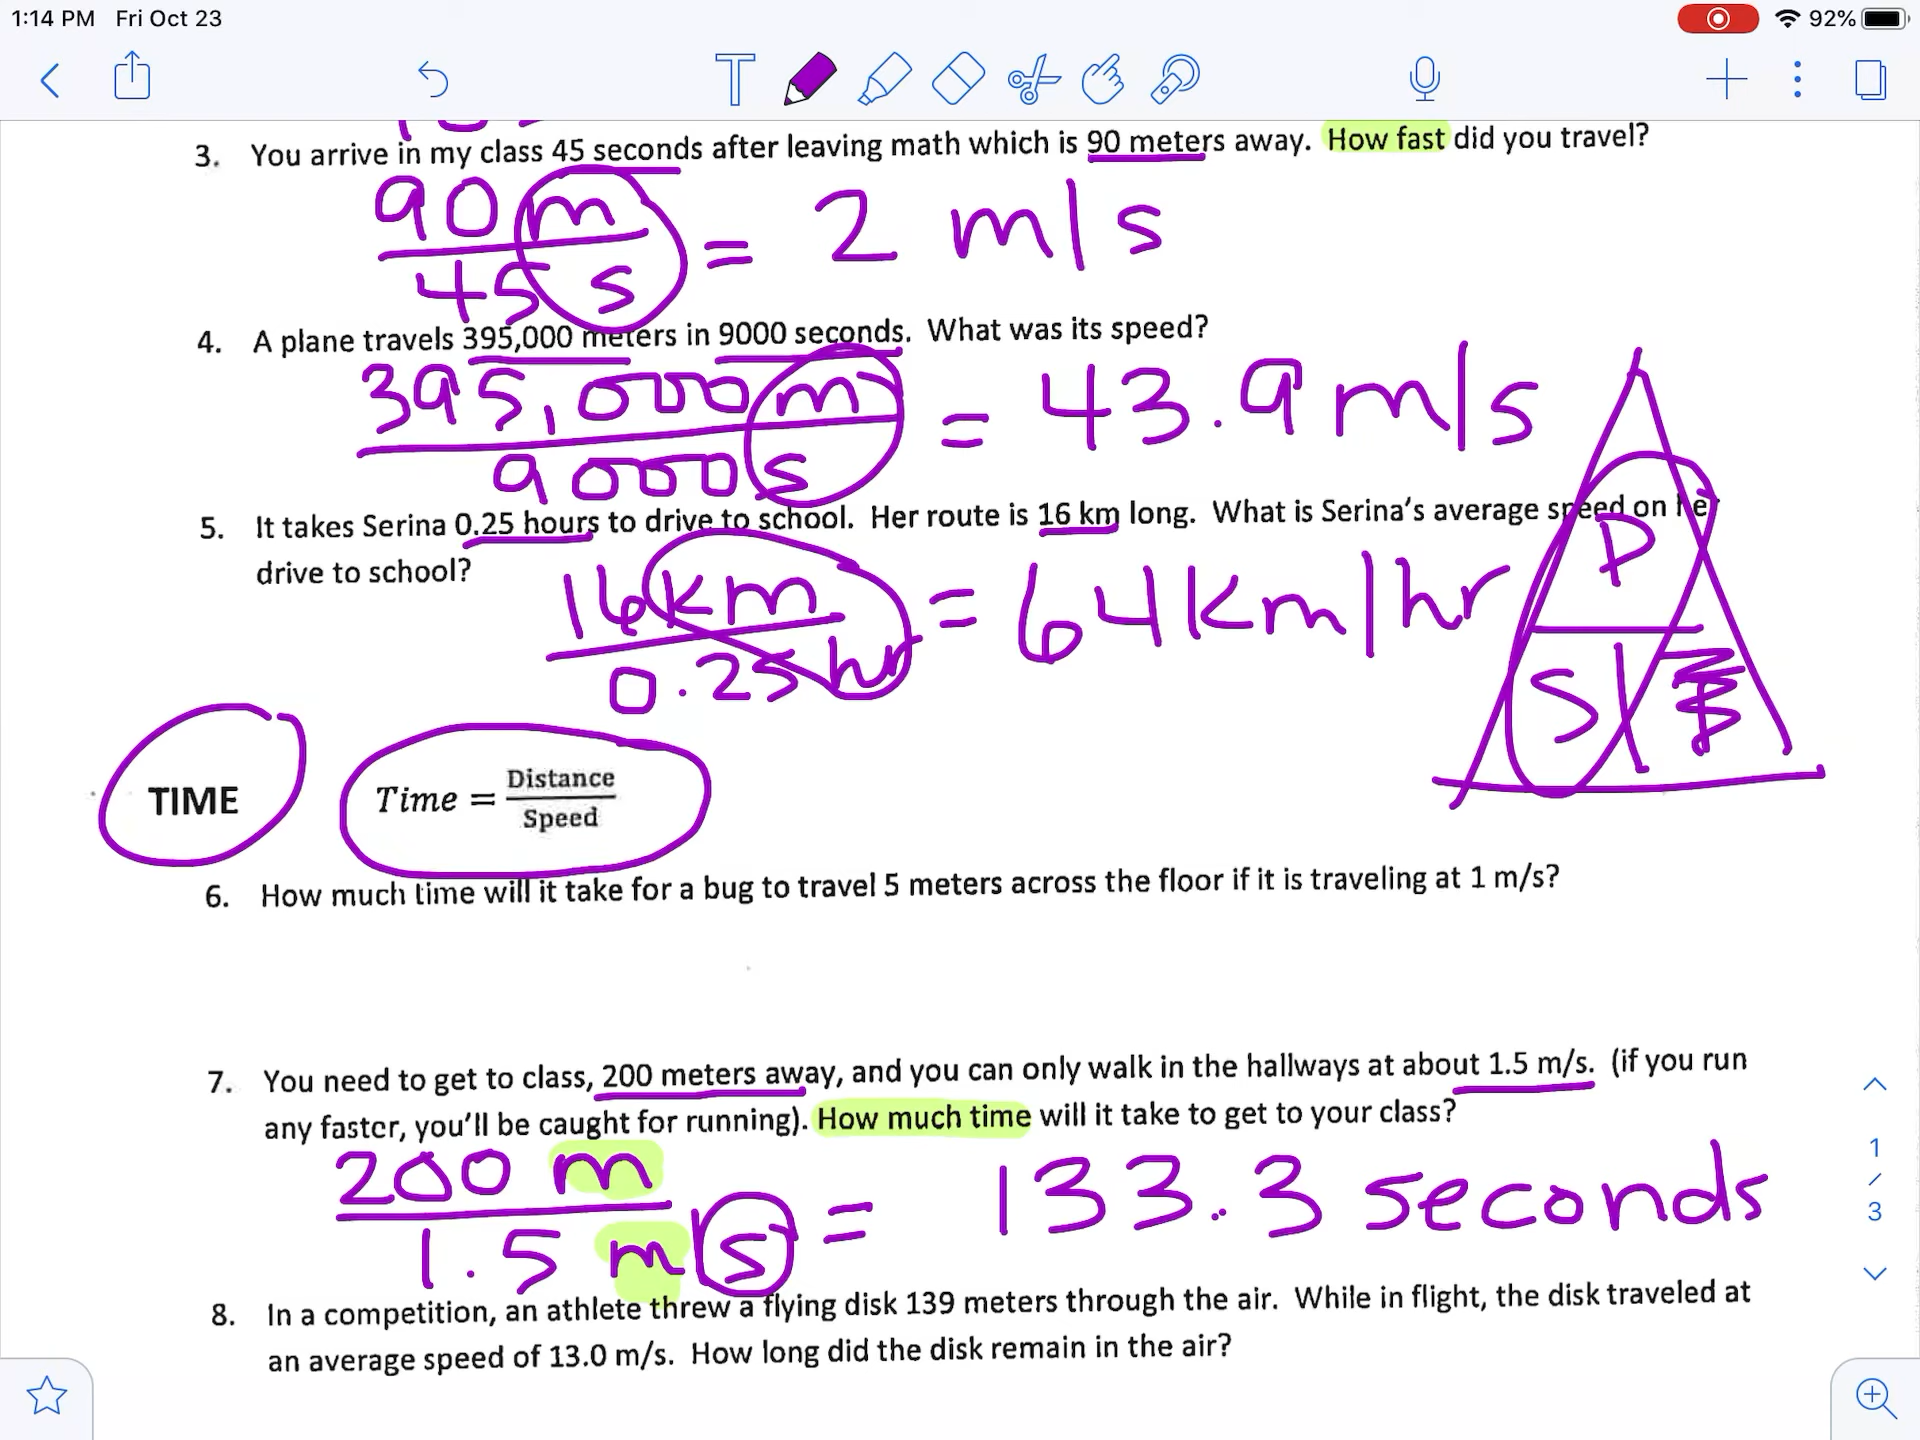 1:14 PM Fri Oct 23
92%
3. You arrive in my class 45 seconds after leaving math which is 90 meters away. How fast did you travel?
90 m
45 s
= 2 m/s
4. A plane travels 395,000 meters in 9000 seconds. What was its speed?
395,000 m
9000 s
= 43.9 m/s
5. It takes Serina 0.25 hours to drive to school. Her route is 16 km long. What is Serina's average speed on her
drive to school?
16 km
0.25 hr
= 64 km/hr
D
S T
TIME
Time = Distance
Speed
6. How much time will it take for a bug to travel 5 meters across the floor if it is traveling at 1 m/s?
7. You need to get to class, 200 meters away, and you can only walk in the hallways at about 1.5 m/s. (if you run
any faster, you'll be caught for running). How much time will it take to get to your class?
200 m
1.5 m/s
= 133.3 seconds
1
/
3
8. In a competition, an athlete threw a flying disk 139 meters through the air. While in flight, the disk traveled at
an average speed of 13.0 m/s. How long did the disk remain in the air?